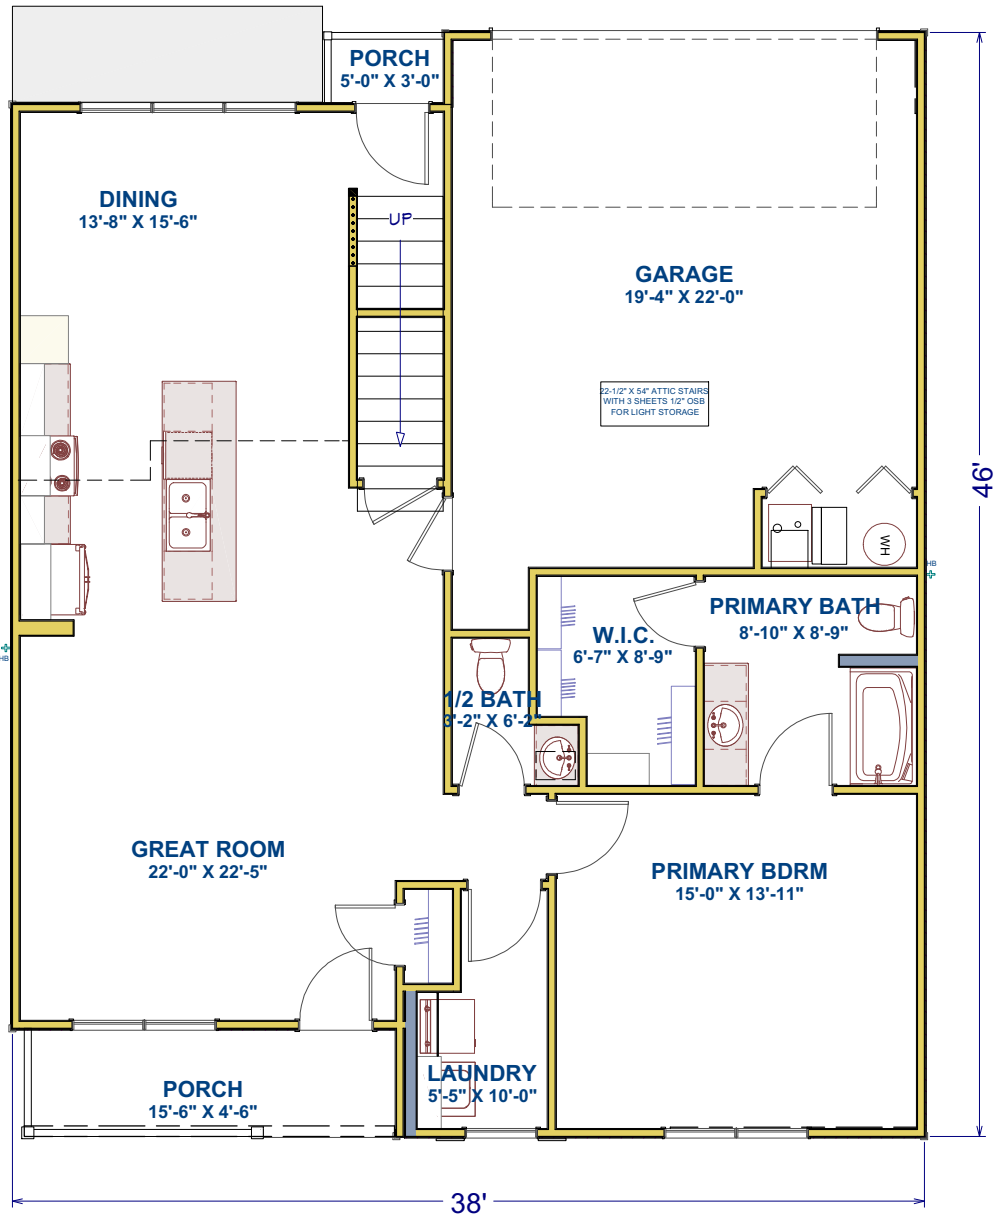 PORCH
5'-0" X 3'-0"
DINING
13'-8" X 15'-6"
UP
GARAGE
19'-4" X 22'-0"
22-1/2" X 54" ATTIC STAIRS
WITH 3 SHEETS 1/2" OSB
FOR LIGHT STORAGE
46'
WH
HB
PRIMARY BATH
8'-10" X 8'-9"
W.I.C.
6'-7" X 8'-9"
HB
1/2 BATH
3'-2" X 6'-2"
GREAT ROOM
22'-0" X 22'-5"
PRIMARY BDRM
15'-0" X 13'-11"
LAUNDRY
5'-5" X 10'-0"
PORCH
15'-6" X 4'-6"
38'